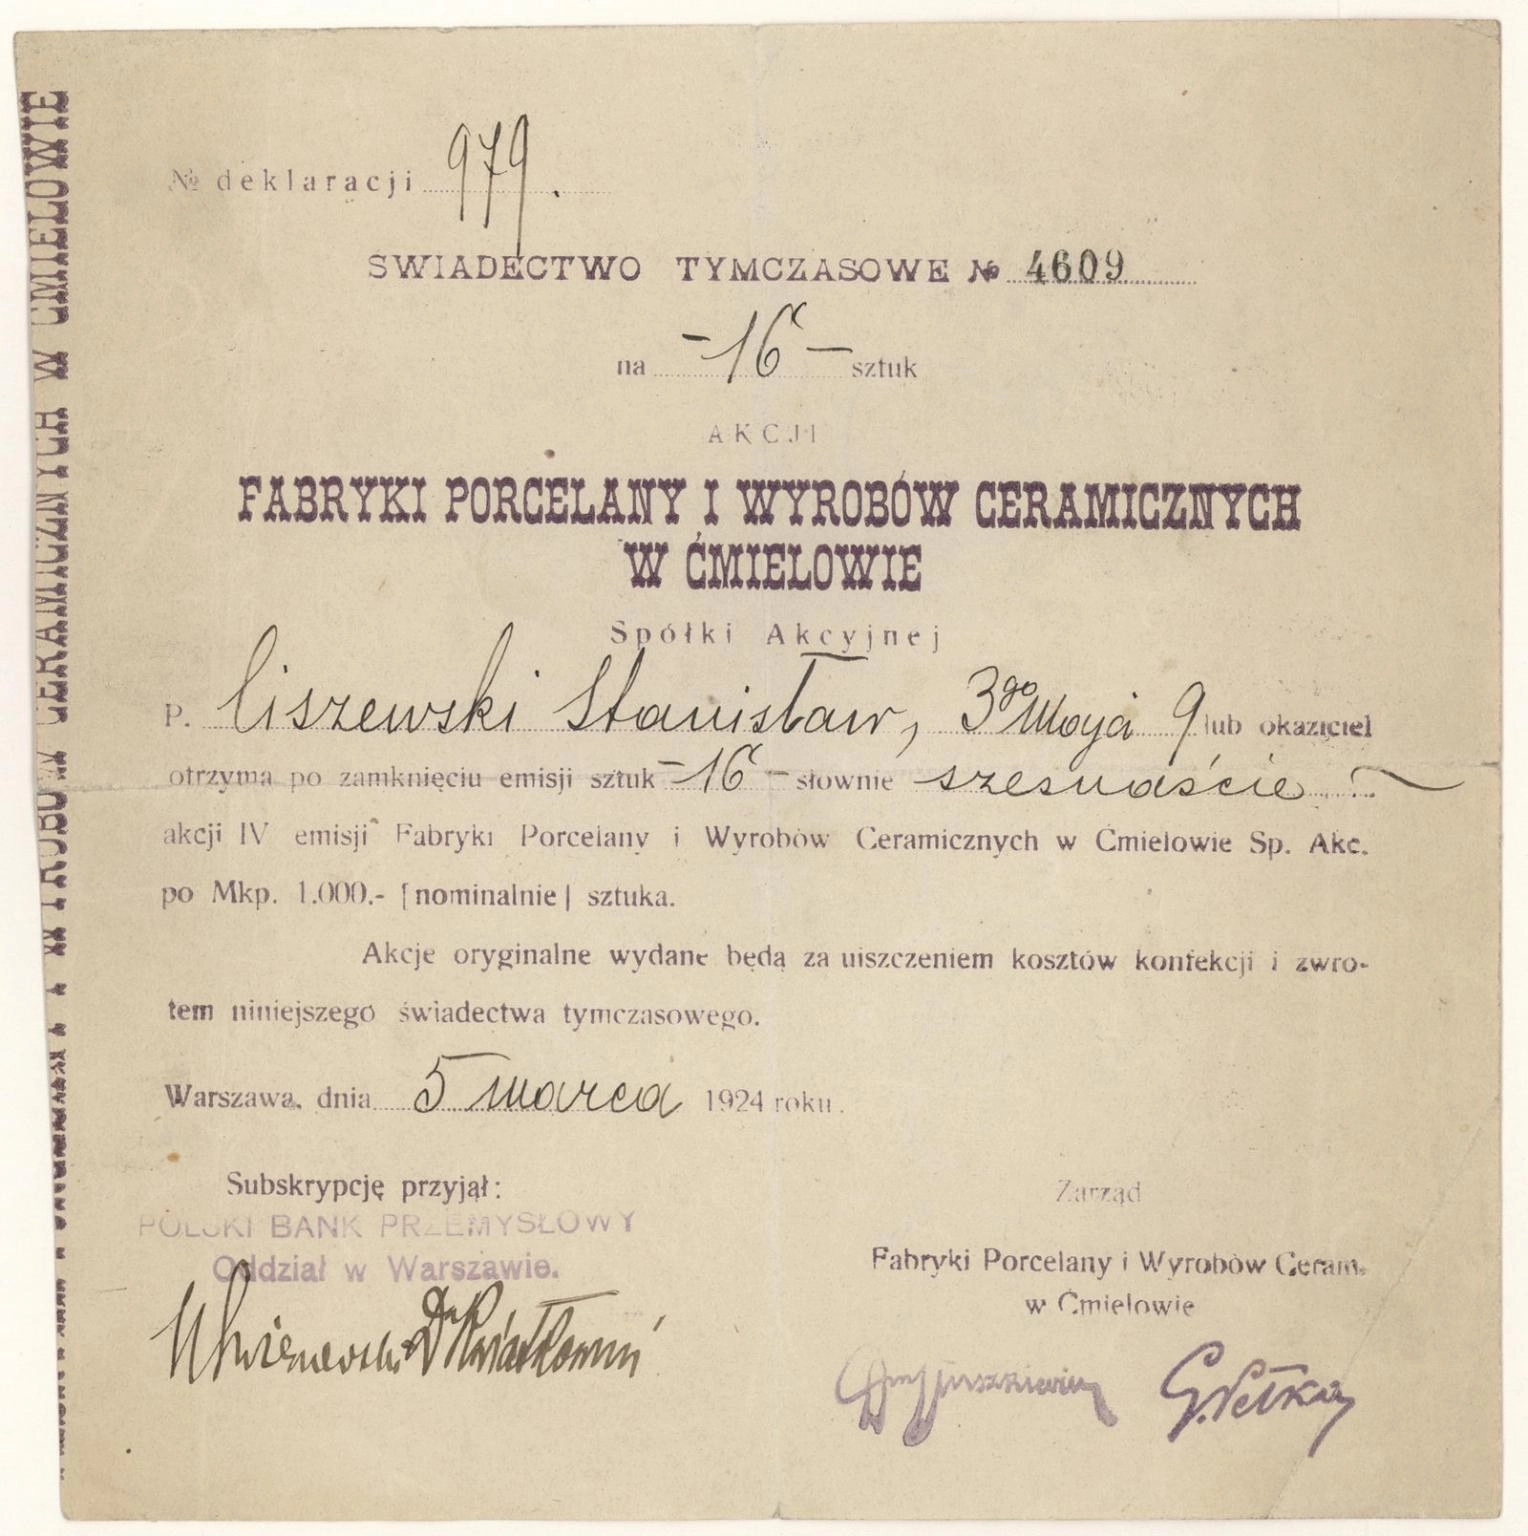 № deklaracji 979.
ŚWIADECTWO TYMCZASOWE № 4609
na -16- sztuk
AKCJI
FABRYKI PORCELANY I WYROBÓW CERAMICZNYCH
W ĆMIELOWIE
Spółki Akcyjnej
P. Liszewski Stanisław, 3go Maja 9 lub okaziciel
otrzyma po zamknięciu emisji sztuk -16- słownie szesnaście
akcji IV emisji Fabryki Porcelany i Wyrobów Ceramicznych w Ćmielowie Sp. Akc.
po Mkp. 1.000.- [nominalnie] sztuka.
Akcje oryginalne wydane będą za uiszczeniem kosztów konfekcji i zwro-
tem niniejszego świadectwa tymczasowego.
Warszawa, dnia 5 marca 1924 roku.
Subskrypcję przyjął:
POLSKI BANK PRZEMYSŁOWY
Oddział w Warszawie.
Zarząd
Fabryki Porcelany i Wyrobów Ceram.
w Ćmielowie
G. Pełka
WYROBÓW CERAMICZNYCH W ĆMIELOWIE